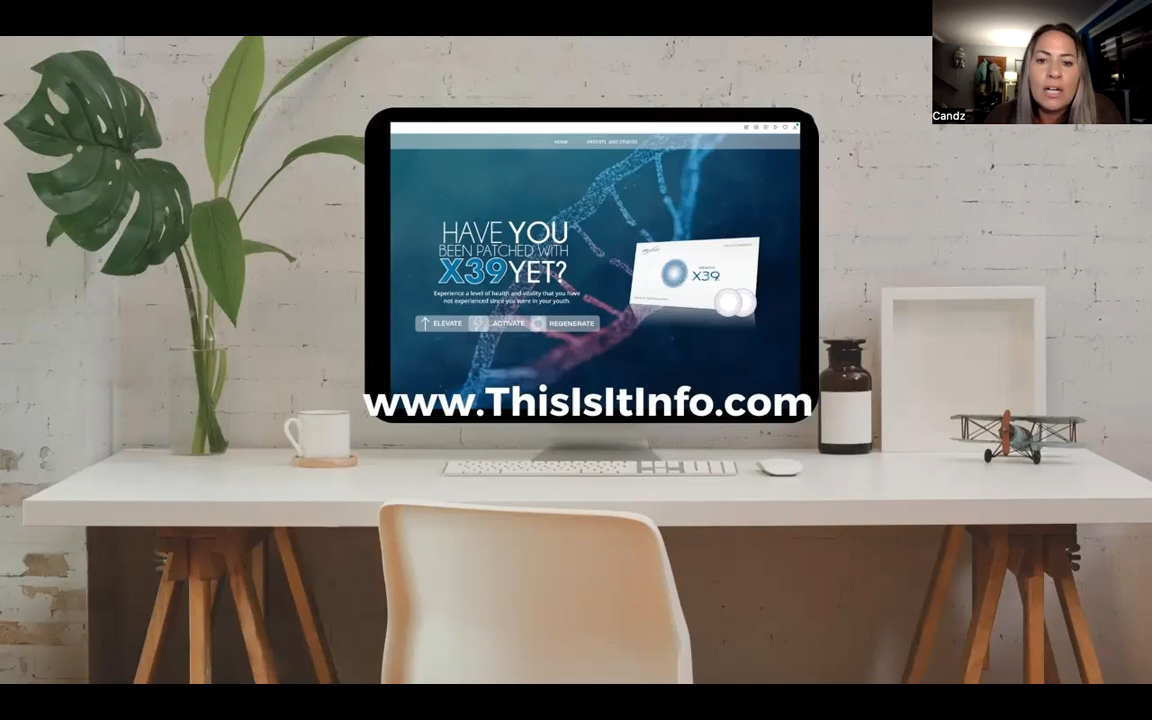 Candz
HOME PATENTS AND STUDIES
HAVE YOU
BEEN PATCHED WITH
X39 YET?
Experience a level of health and vitality that you have
not experienced since you were in your youth.
ELEVATE ACTIVATE REGENERATE
X39
www.ThisIsItInfo.com